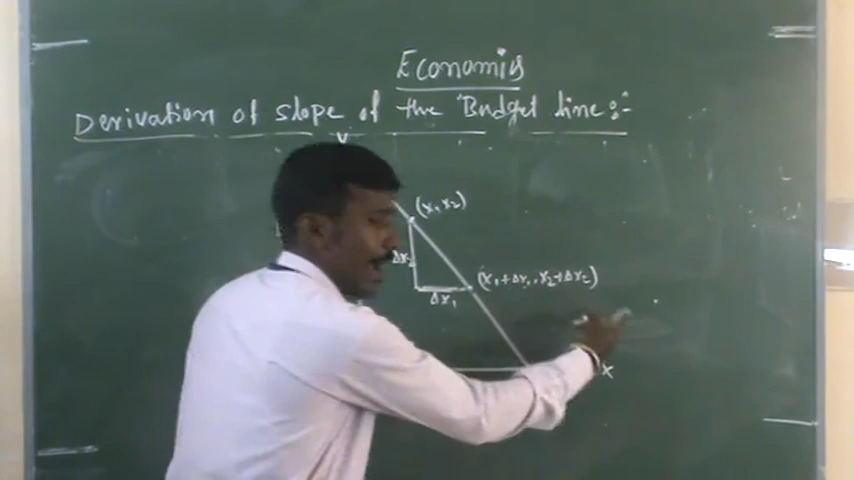 Economics
Derivation of slope of the Budget line :-
Y
(x₁, x₂)
Δx₂
(x₁+Δx₁, x₂+Δx₂)
Δx₁
X